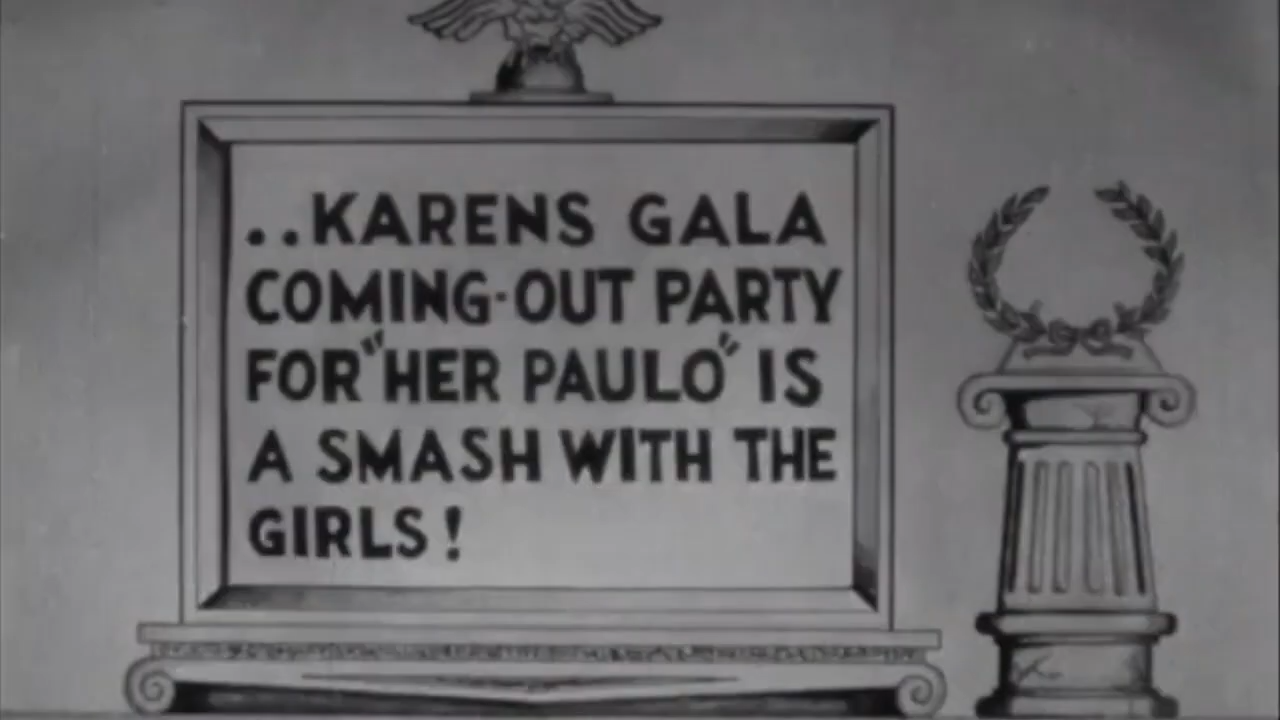 ..KARENS GALA
COMING-OUT PARTY
FOR "HER PAULO" IS
A SMASH WITH THE
GIRLS!